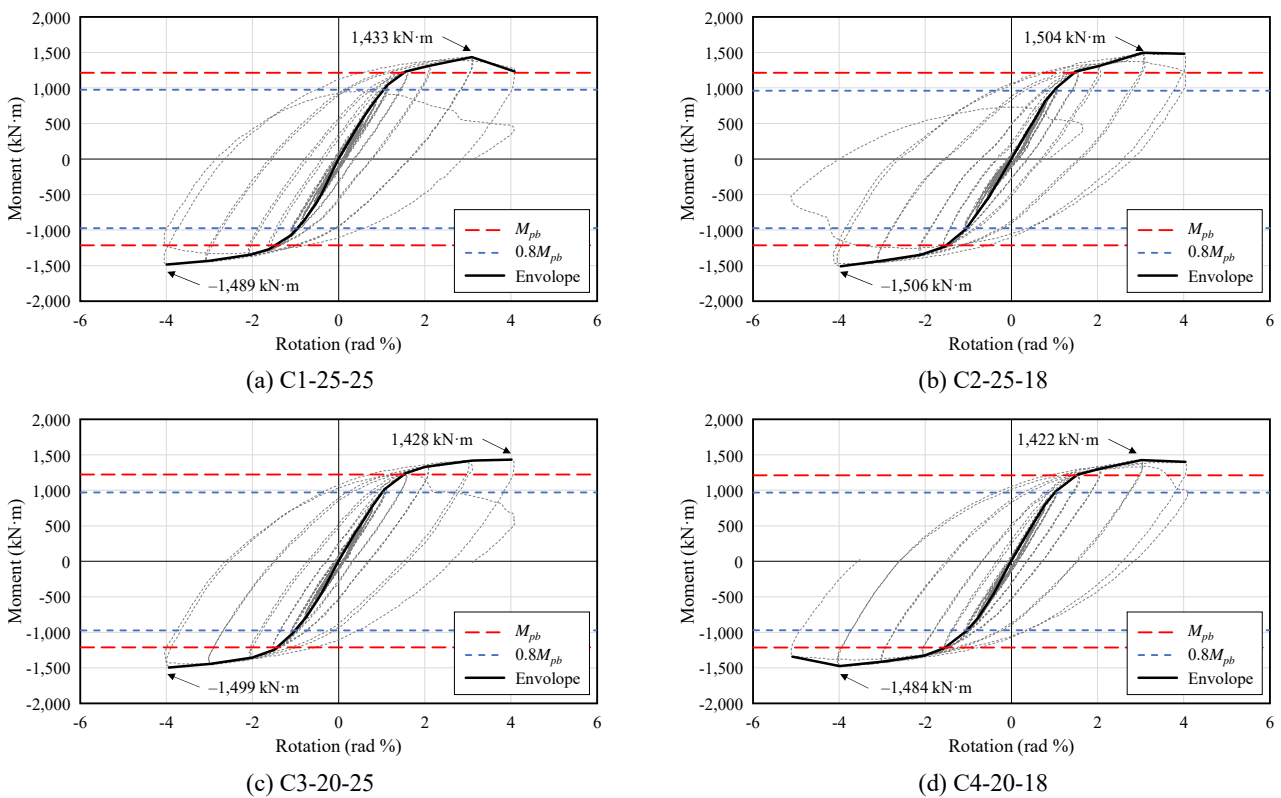 2,000
1,500
1,000
500
0
-500
-1,000
-1,500
-2,000
Moment (kN·m)
1,433 kN·m
–1,489 kN·m
Mpb
0.8Mpb
Envolope
-6 -4 -2 0 2 4 6
Rotation (rad %)
(a) C1-25-25
2,000
1,500
1,000
500
0
-500
-1,000
-1,500
-2,000
Moment (kN·m)
1,504 kN·m
–1,506 kN·m
Mpb
0.8Mpb
Envolope
-6 -4 -2 0 2 4 6
Rotation (rad %)
(b) C2-25-18
2,000
1,500
1,000
500
0
-500
-1,000
-1,500
-2,000
Moment (kN·m)
1,428 kN·m
–1,499 kN·m
Mpb
0.8Mpb
Envolope
-6 -4 -2 0 2 4 6
Rotation (rad %)
(c) C3-20-25
2,000
1,500
1,000
500
0
-500
-1,000
-1,500
-2,000
Moment (kN·m)
1,422 kN·m
–1,484 kN·m
Mpb
0.8Mpb
Envolope
-6 -4 -2 0 2 4 6
Rotation (rad %)
(d) C4-20-18